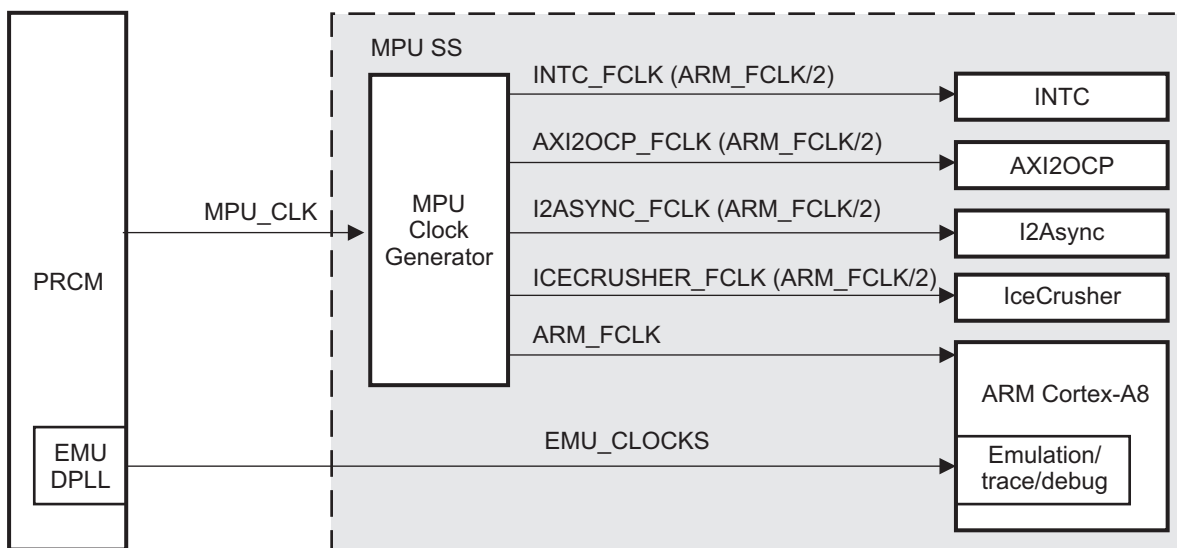 MPU SS
INTC_FCLK (ARM_FCLK/2)
INTC
AXI2OCP_FCLK (ARM_FCLK/2)
AXI2OCP
MPU_CLK
MPU
Clock
Generator
I2ASYNC_FCLK (ARM_FCLK/2)
I2Async
PRCM
ICECRUSHER_FCLK (ARM_FCLK/2)
IceCrusher
ARM_FCLK
ARM Cortex-A8
EMU
DPLL
EMU_CLOCKS
Emulation/
trace/debug